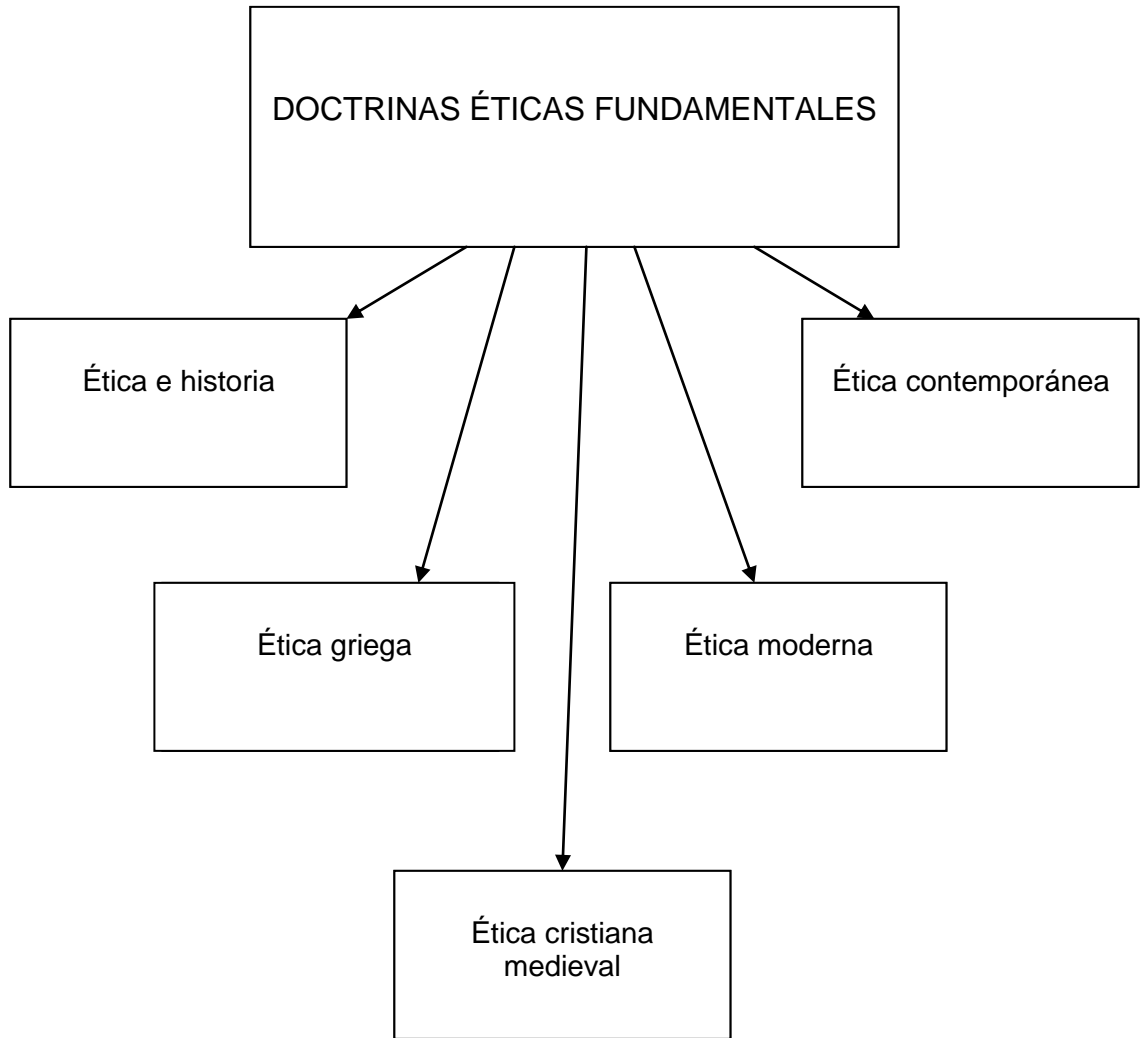 DOCTRINAS ÉTICAS FUNDAMENTALES
Ética e historia
Ética contemporánea
Ética griega
Ética moderna
Ética cristiana
medieval